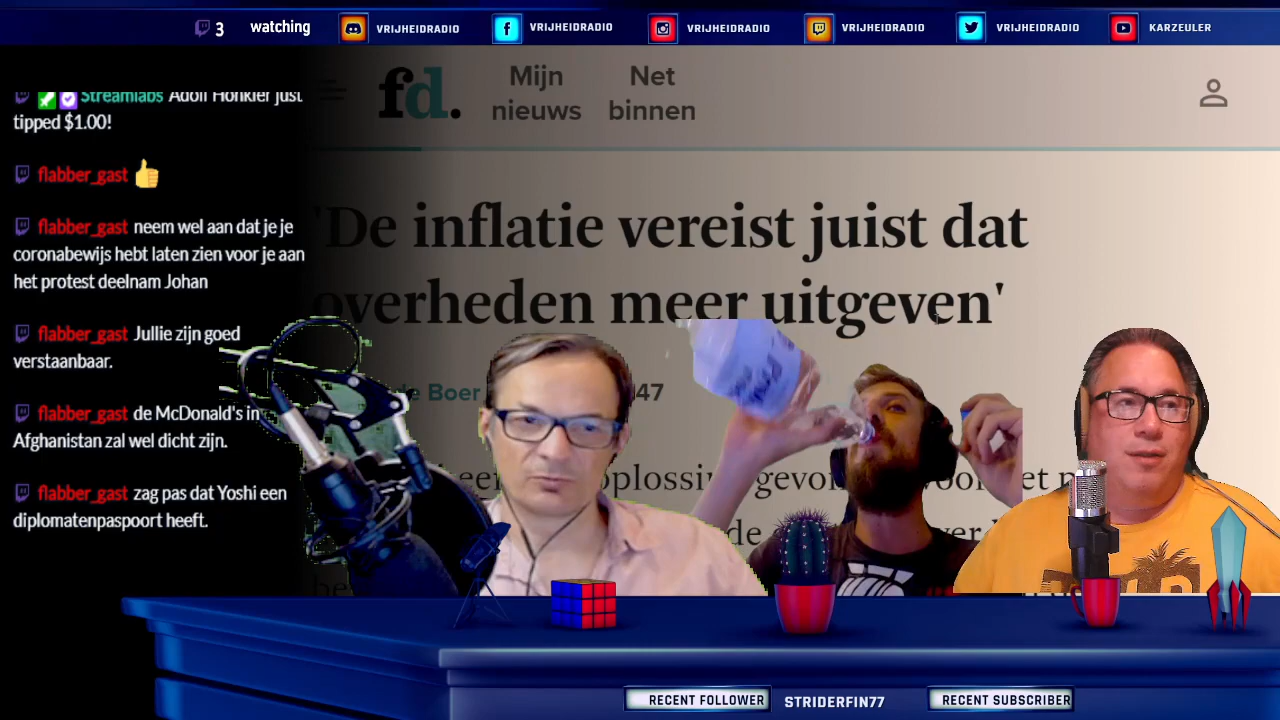 3 watching VRIJHEIDRADIO VRIJHEIDRADIO VRIJHEIDRADIO VRIJHEIDRADIO VRIJHEIDRADIO KARZEULER
fd. Mijn nieuws Net binnen
Streamlabs Adolf Honkler just
tipped $1.00!
flabber_gast 👍
flabber_gast neem wel aan dat je je
coronabewijs hebt laten zien voor je aan
het protest deelnam Johan
flabber_gast Jullie zijn goed
verstaanbaar.
flabber_gast de McDonald's in
Afghanistan zal wel dicht zijn.
flabber_gast zag pas dat Yoshi een
diplomatenpaspoort heeft.
'De inflatie vereist juist dat
overheden meer uitgeven'
de Boer 47
RECENT FOLLOWER STRIDERFIN77 RECENT SUBSCRIBER